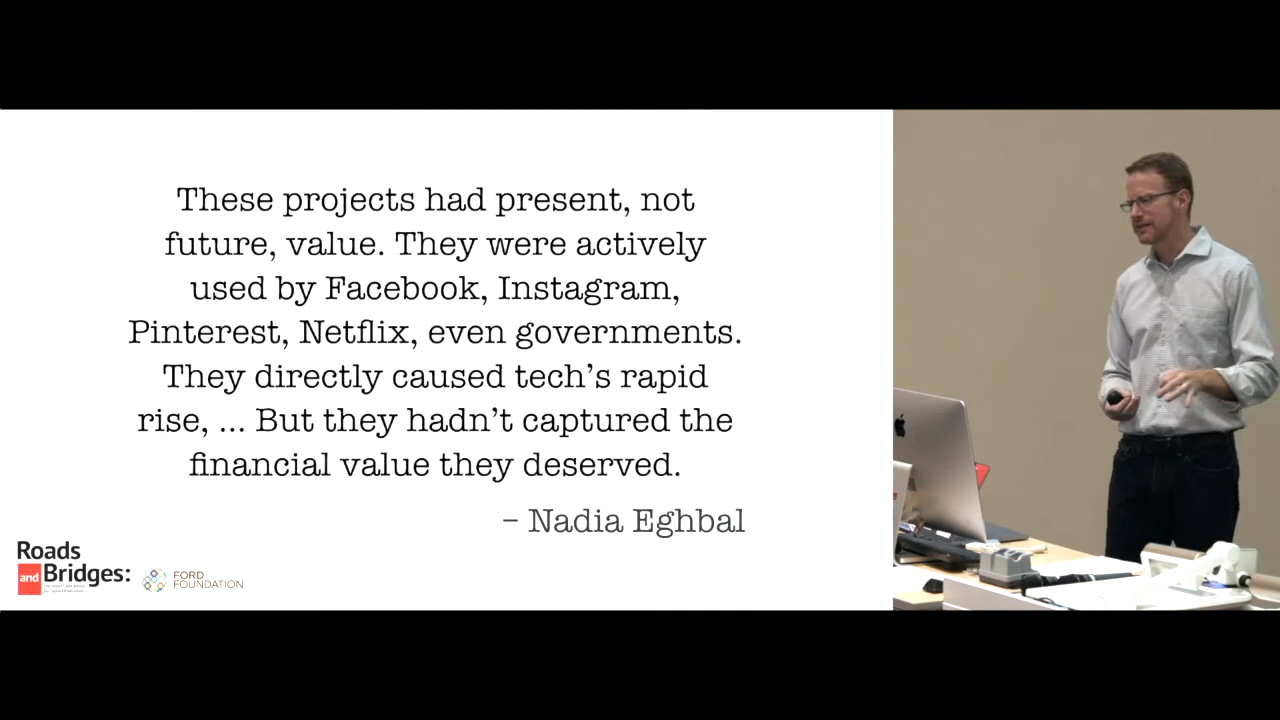 These projects had present, not
future, value. They were actively
used by Facebook, Instagram,
Pinterest, Netflix, even governments.
They directly caused tech’s rapid
rise, ... But they hadn’t captured the
financial value they deserved.
– Nadia Eghbal
Roads
and Bridges:
FORD
FOUNDATION